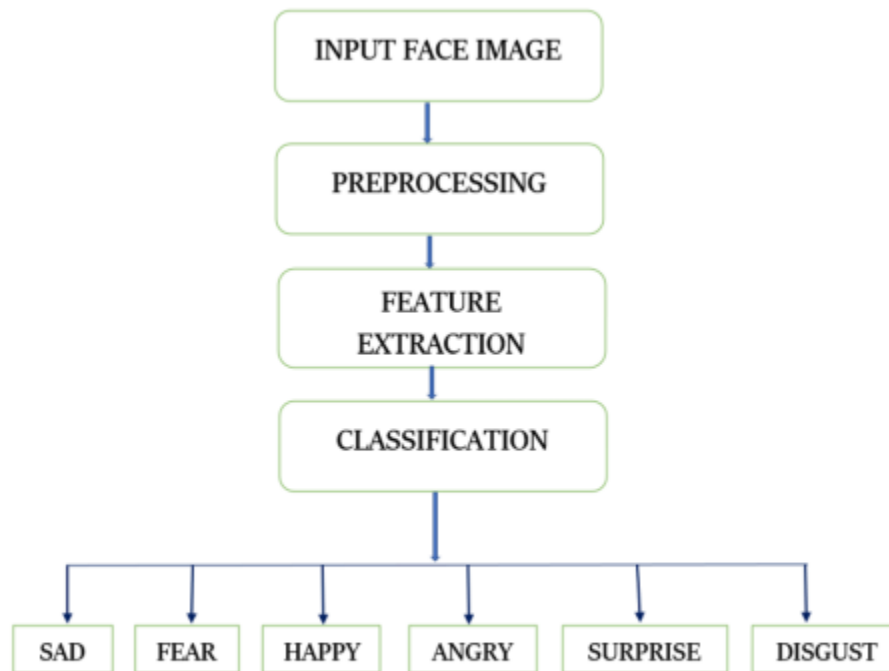 INPUT FACE IMAGE
PREPROCESSING
FEATURE
EXTRACTION
CLASSIFICATION
SAD
FEAR
HAPPY
ANGRY
SURPRISE
DISGUST